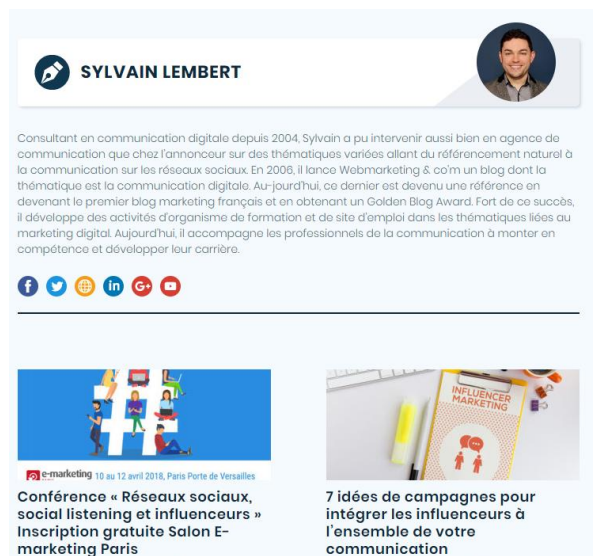 SYLVAIN LEMBERT
Consultant en communication digitale depuis 2004, Sylvain a pu intervenir aussi bien en agence de
communication que chez l'annonceur sur des thématiques variées allant du référencement naturel à
la communication sur les réseaux sociaux. En 2006, il lance Webmarketing & co'm un blog dont la
thématique est la communication digitale. Au-jourd'hui, ce dernier est devenu une référence en
devenant le premier blog marketing français et en obtenant un Golden Blog Award. Fort de ce succès,
il développe des activités d'organisme de formation et de site d'emploi dans les thématiques liées au
marketing digital. Aujourd'hui, il accompagne les professionnels de la communication à monter en
compétence et développer leur carrière.
f
in
G+
#
e-marketing 10 au 12 avril 2018, Paris Porte de Versailles
INFLUENCER
MARKETING
Conférence « Réseaux sociaux,
social listening et influenceurs »
Inscription gratuite Salon E-
marketing Paris
7 idées de campagnes pour
intégrer les influenceurs à
l'ensemble de votre
communication